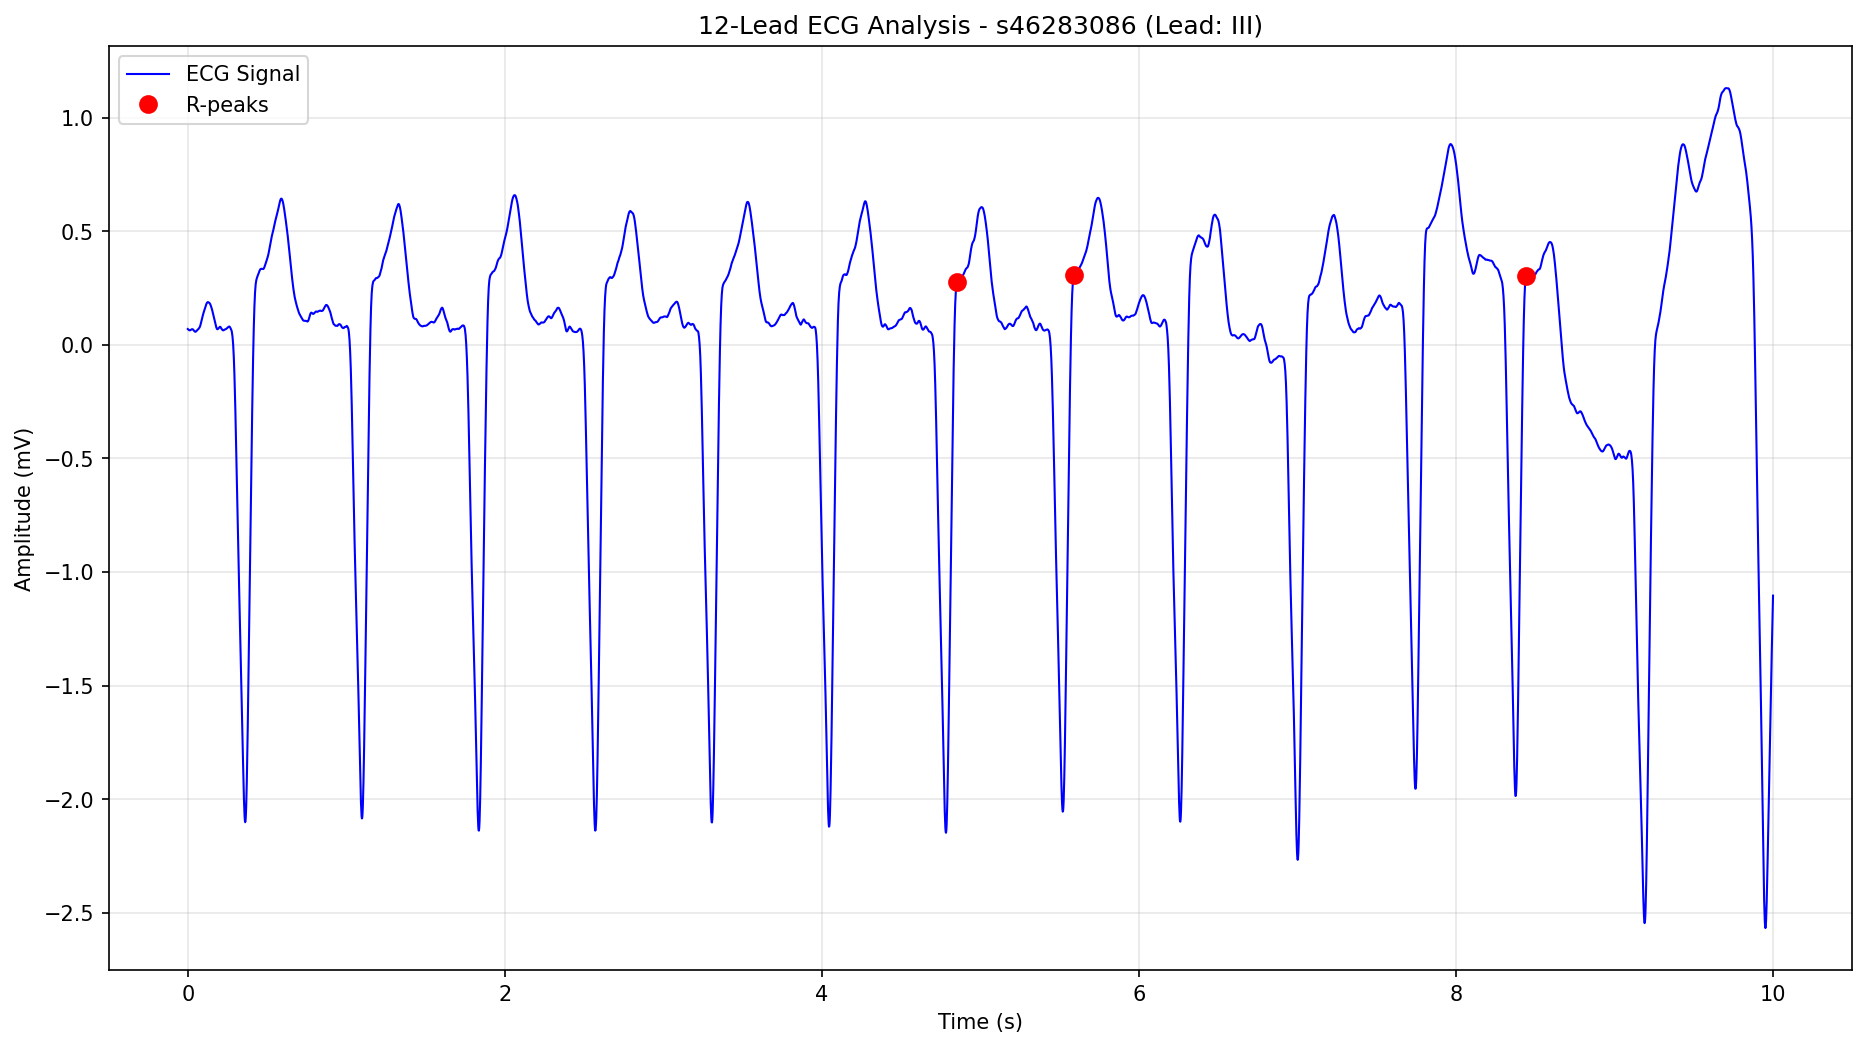 12-Lead ECG Analysis - s46283086 (Lead: III)
ECG Signal
R-peaks
Amplitude (mV)
1.0
0.5
0.0
−0.5
−1.0
−1.5
−2.0
−2.5
0 2 4 6 8 10
Time (s)